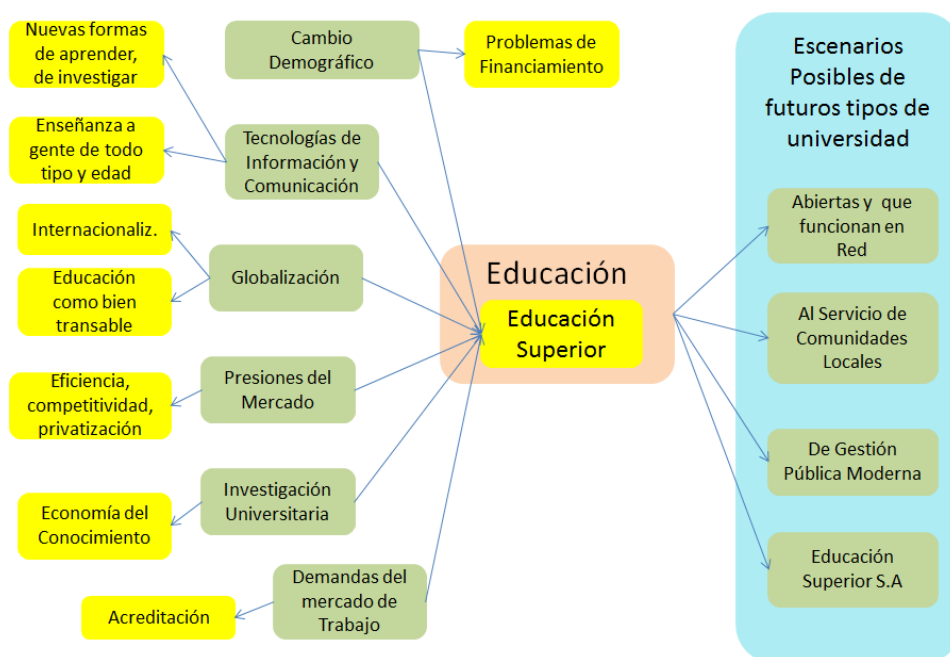 Nuevas formas
de aprender,
de investigar
Cambio
Demográfico
Problemas de
Financiamiento
Enseñanza a
gente de todo
tipo y edad
Tecnologías de
Información y
Comunicación
Internacionaliz.
Globalización
Educación
como bien
transable
Eficiencia,
competitividad,
privatización
Presiones del
Mercado
Economía del
Conocimiento
Investigación
Universitaria
Acreditación
Demandas del
mercado de
Trabajo
Educación
Educación
Superior
Escenarios
Posibles de
futuros tipos de
universidad
Abiertas y que
funcionan en
Red
Al Servicio de
Comunidades
Locales
De Gestión
Pública Moderna
Educación
Superior S.A